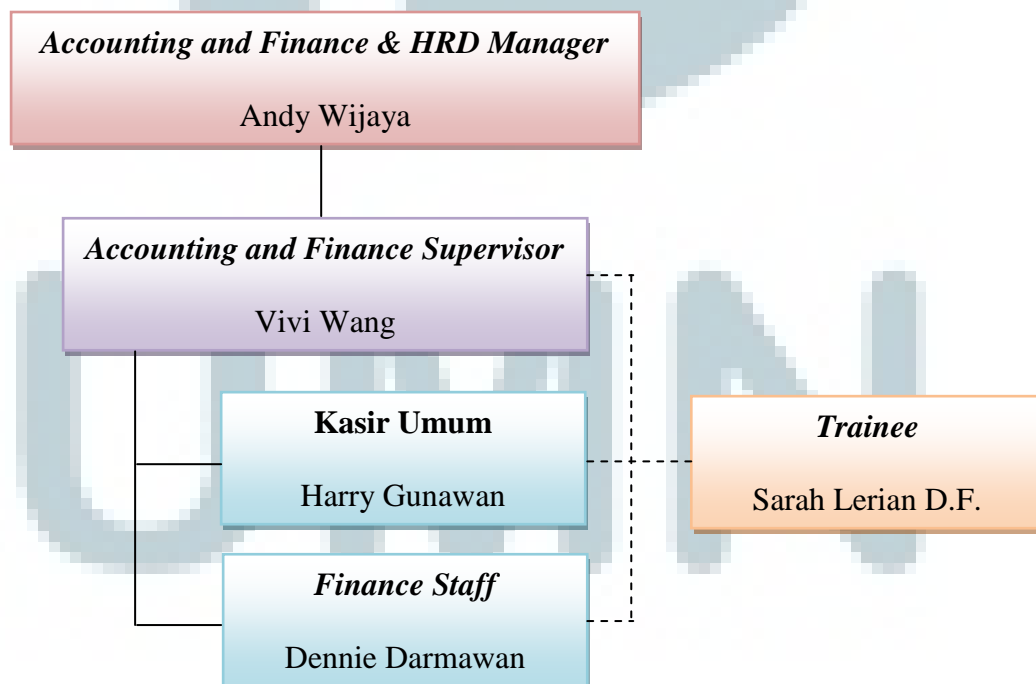 Accounting and Finance & HRD Manager
Andy Wijaya
Accounting and Finance Supervisor
Vivi Wang
Kasir Umum
Harry Gunawan
Trainee
Sarah Lerian D.F.
Finance Staff
Dennie Darmawan
UMN